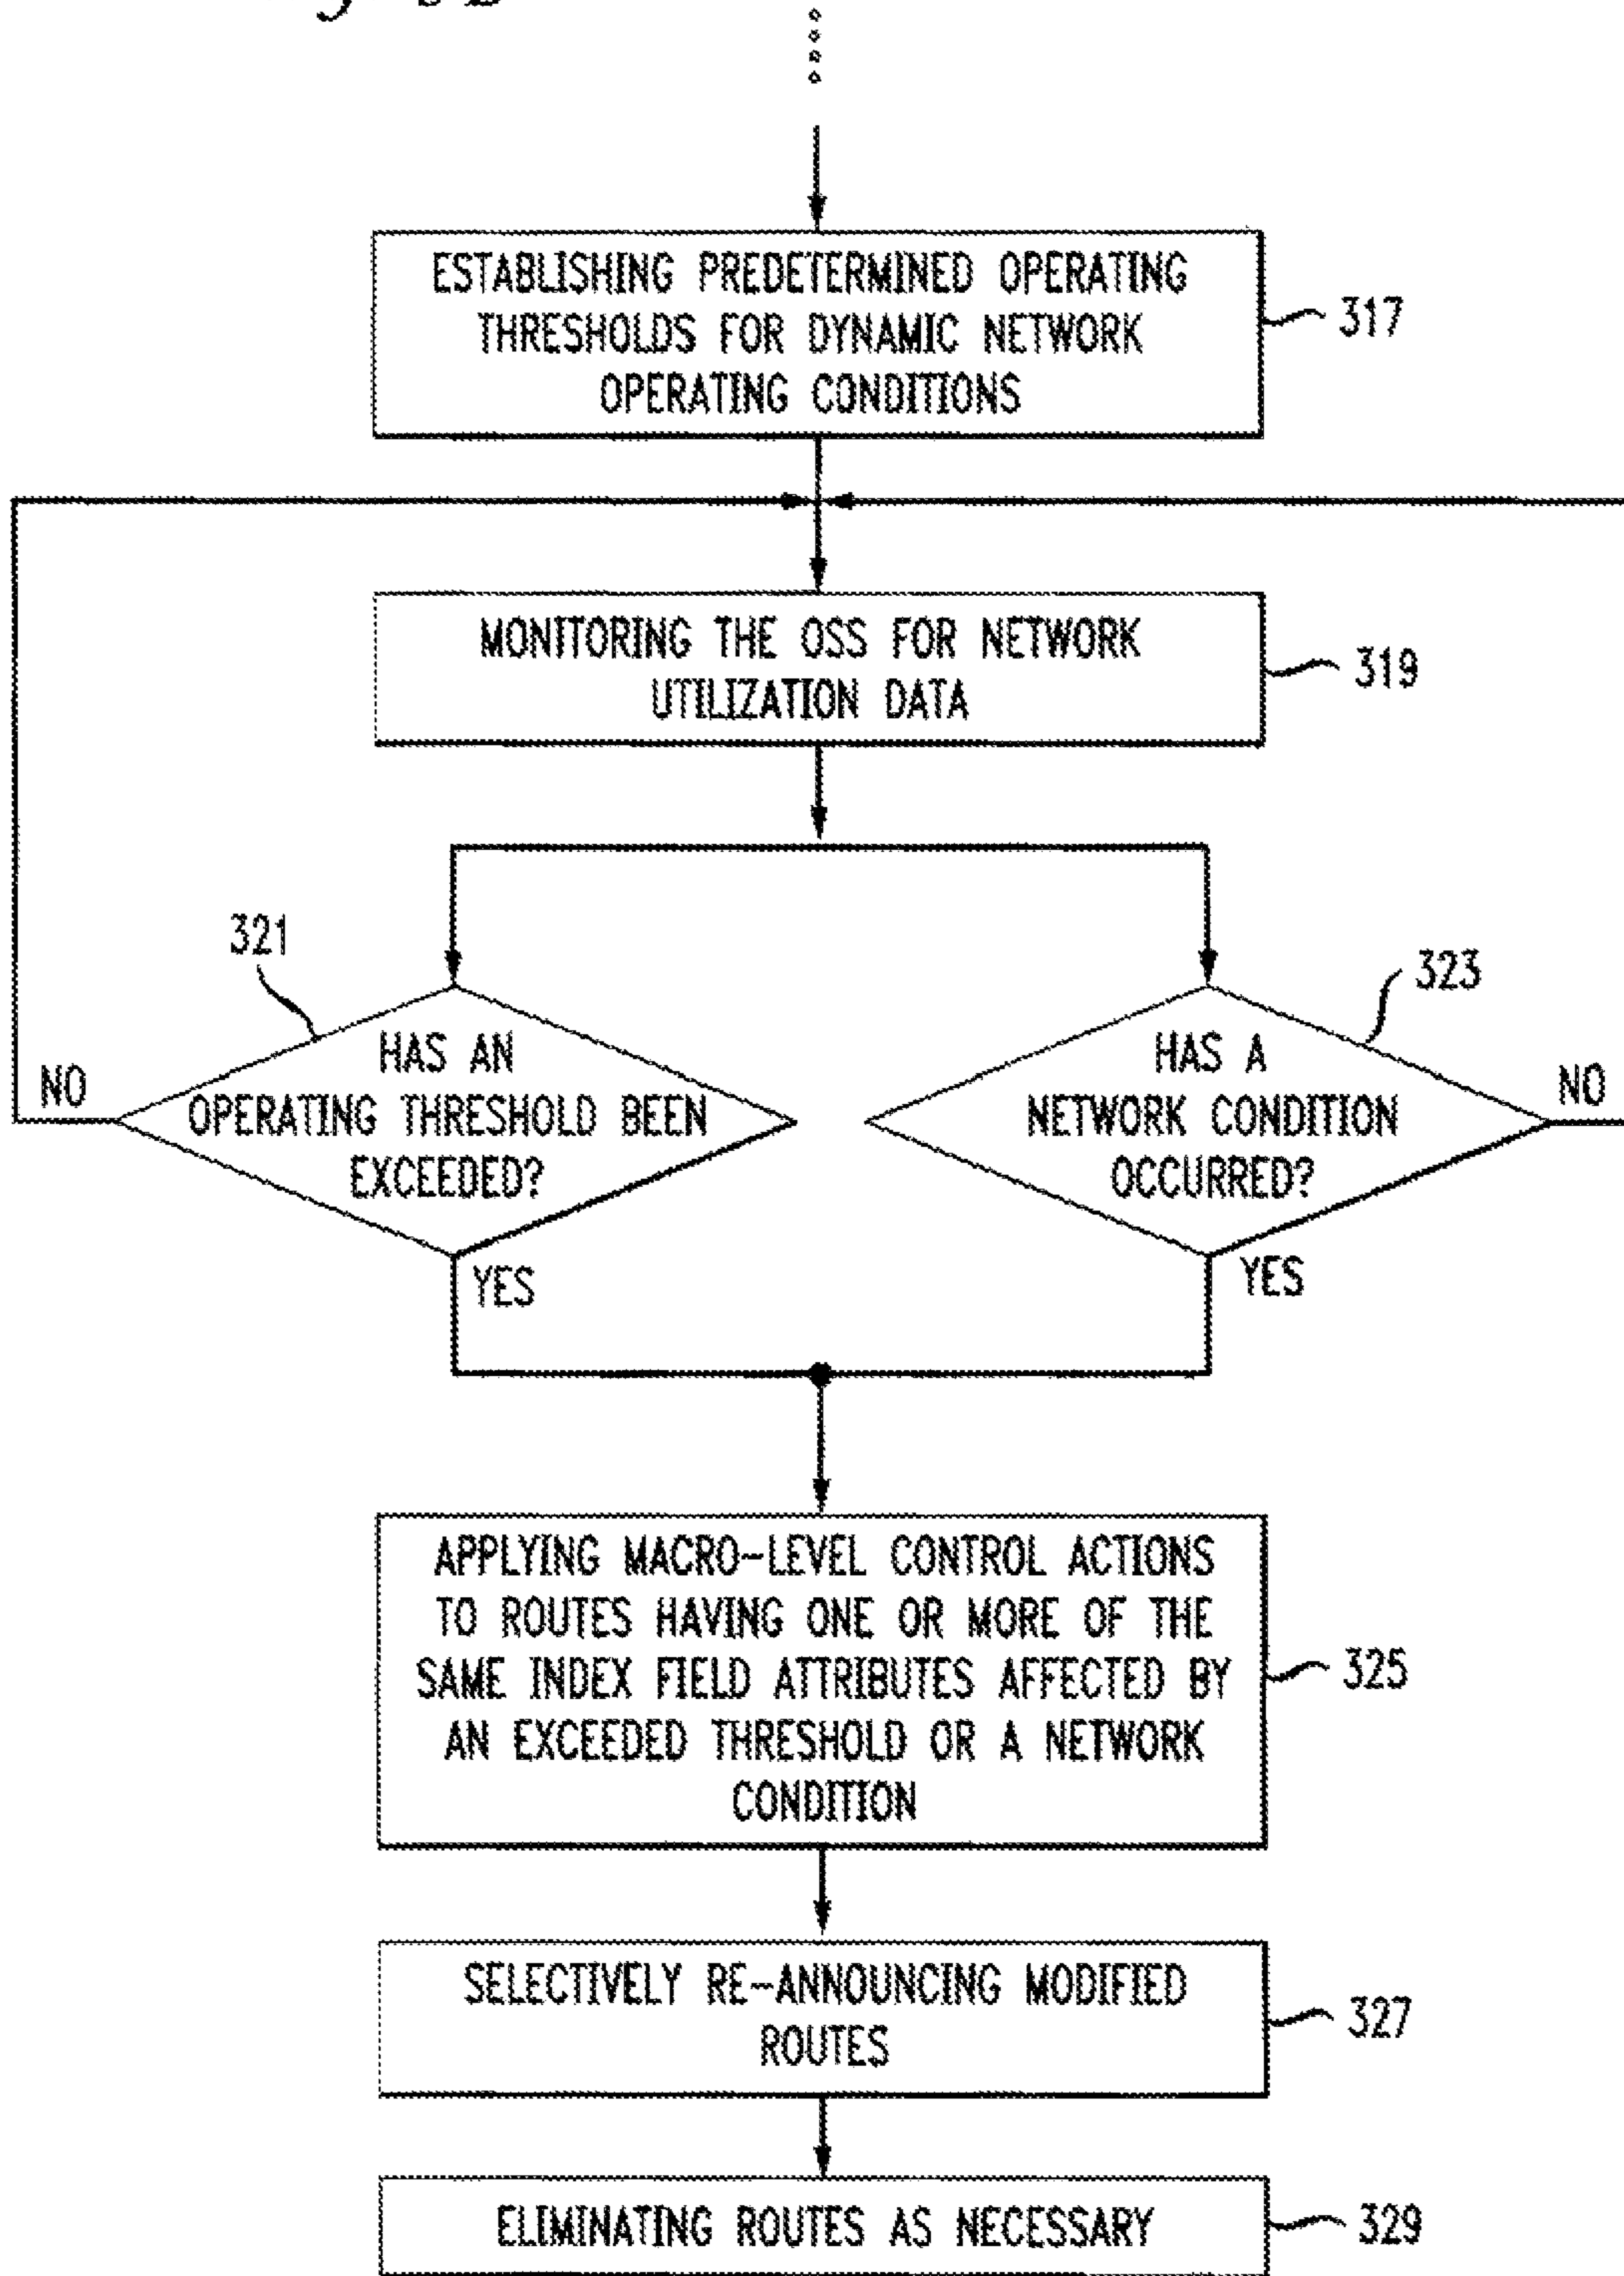 ESTABLISHING PREDETERMINED OPERATING
THRESHOLDS FOR DYNAMIC NETWORK
OPERATING CONDITIONS
317
MONITORING THE OSS FOR NETWORK
UTILIZATION DATA
319
321
323
HAS AN
OPERATING THRESHOLD BEEN
EXCEEDED?
NO
YES
HAS A
NETWORK CONDITION
OCCURRED?
NO
YES
APPLYING MACRO-LEVEL CONTROL ACTIONS
TO ROUTES HAVING ONE OR MORE OF THE
SAME INDEX FIELD ATTRIBUTES AFFECTED BY
AN EXCEEDED THRESHOLD OR A NETWORK
CONDITION
325
SELECTIVELY RE-ANNOUNCING MODIFIED
ROUTES
327
ELIMINATING ROUTES AS NECESSARY
329